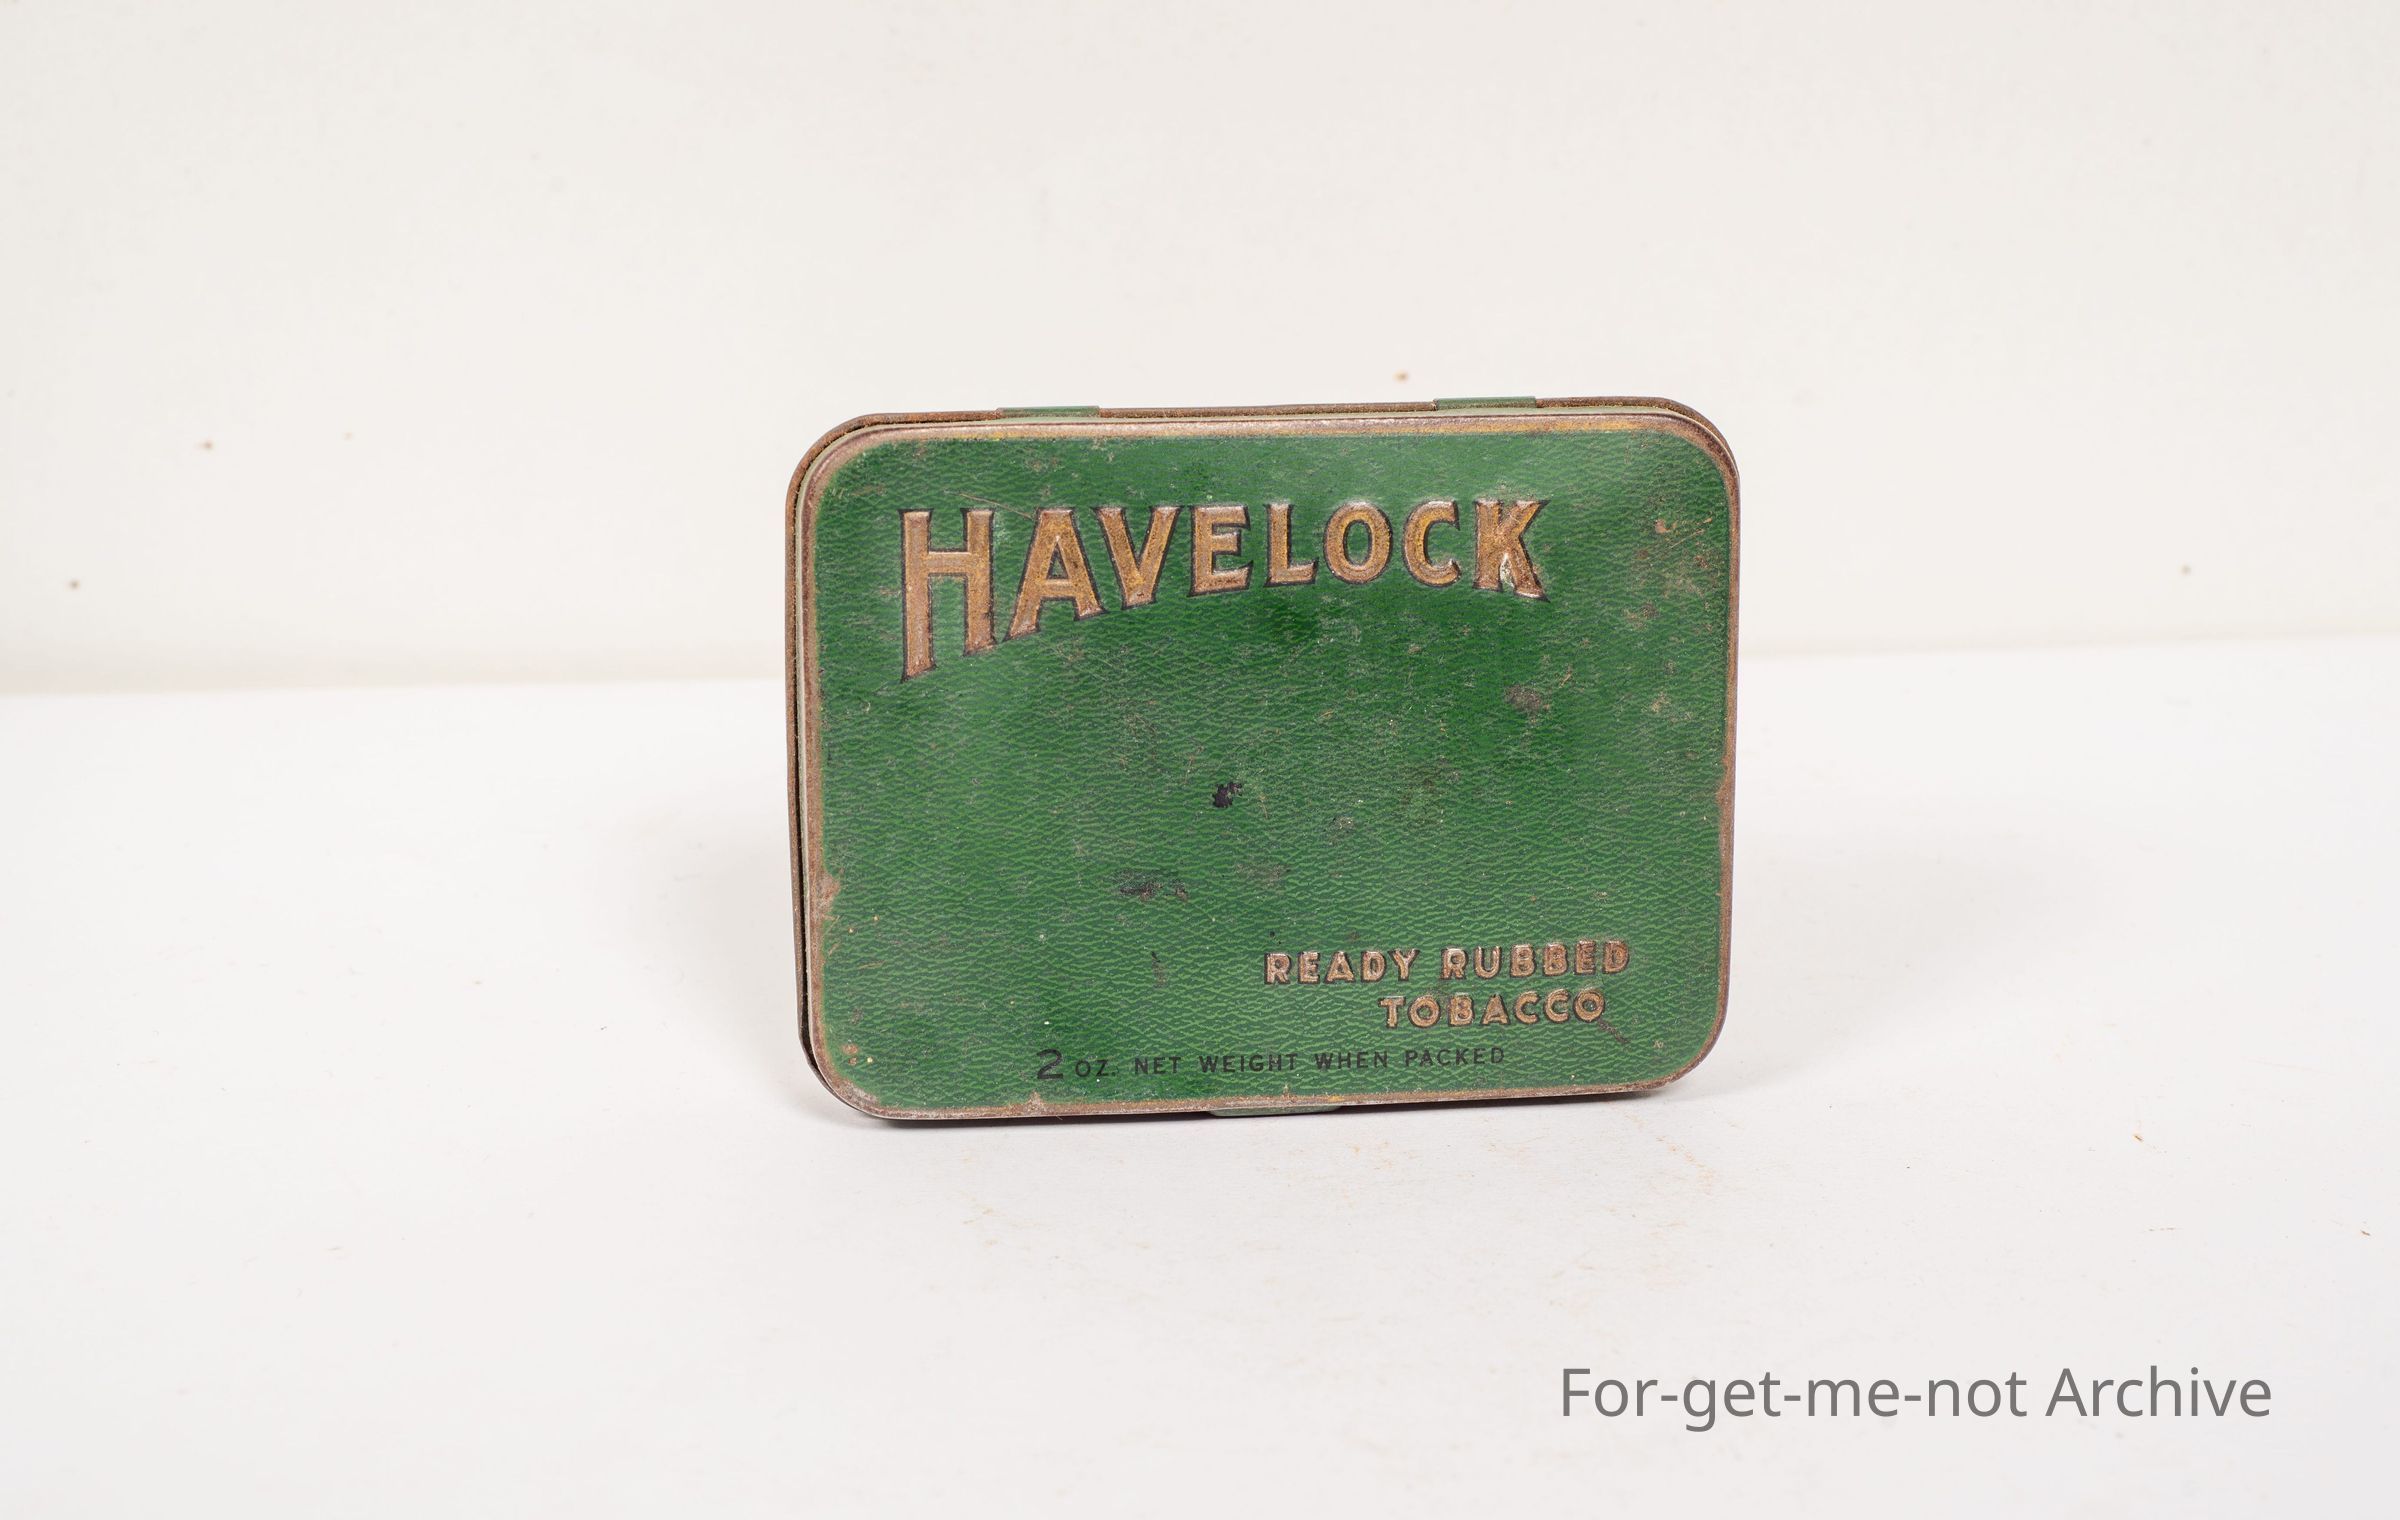 HAVELOCK
READY RUBBED
TOBACCO
2 OZ. NET WEIGHT WHEN PACKED
For-get-me-not Archive